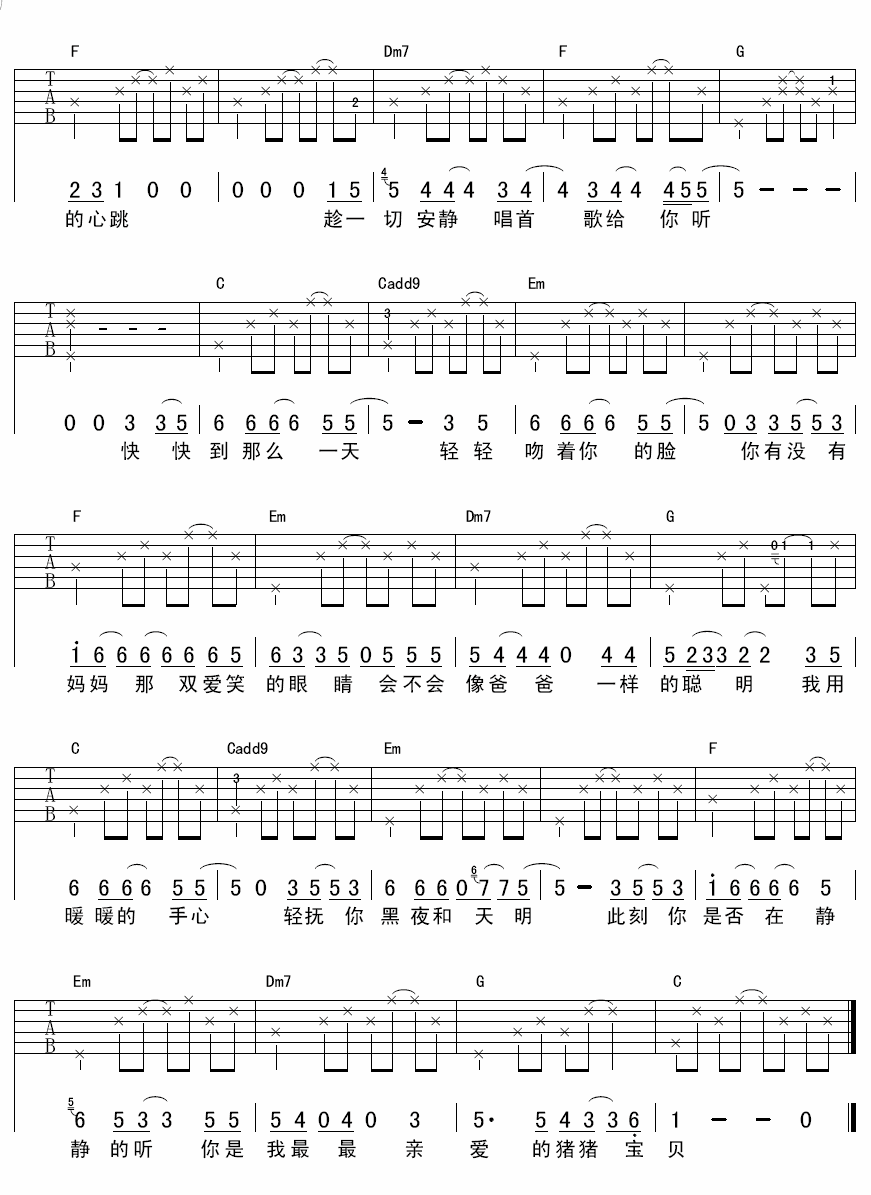 F Dm7 F G
T A B 2 1
2 3 1 0 0 0 0 0 1 5 4 5 4 4 4 3 4 4 3 4 4 4 5 5 5 - - -
的心跳 趁一 切 安静 唱首 歌给 你 听
C Cadd9 Em
T A B - - - 3
0 0 3 3 5 6 6 6 6 5 5 5 - 3 5 6 6 6 6 5 5 5 0 3 3 5 5 3
快 快 到 那么 一天 轻 轻 吻 着你 的脸 你有没 有
F Em Dm7 G
T A B 0 1 1
1 6 6 6 6 6 6 5 6 3 3 5 0 5 5 5 5 4 4 4 0 4 4 5 2 3 3 2 2 3 5
妈妈 那 双爱笑 的眼 睛 会不会 像爸 爸 一样 的聪 明 我用
C Cadd9 Em F
T A B 3
6 6 6 6 5 5 5 0 3 5 5 3 6 6 6 0 6 7 7 5 5 - 3 5 5 3 1 6 6 6 6 5
暖 暖的 手心 轻抚 你 黑 夜和 天 明 此刻 你 是否 在 静
Em Dm7 G C
T A B
5 6 5 3 3 5 5 5 4 0 4 0 3 5· 5 4 3 3 6 1 - - 0
静 的听 你是 我最 最 亲 爱 的猪猪 宝 贝